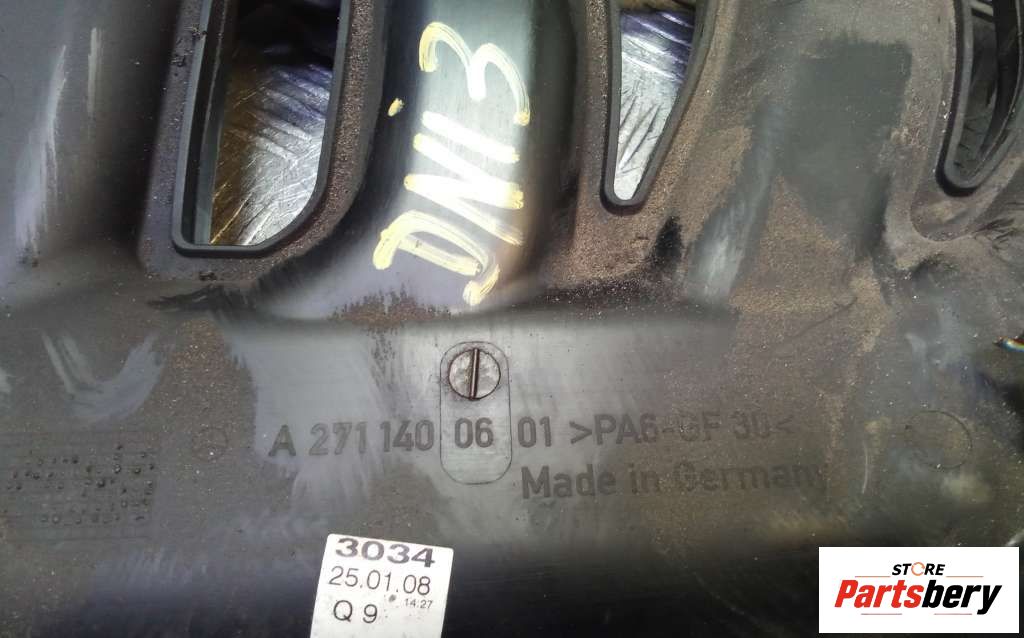 DM13
A 271 140 06 01 >PA6-GF 30<
Made in Germany
3034
25.01.08
14:27
Q 9
STORE
Partsbery